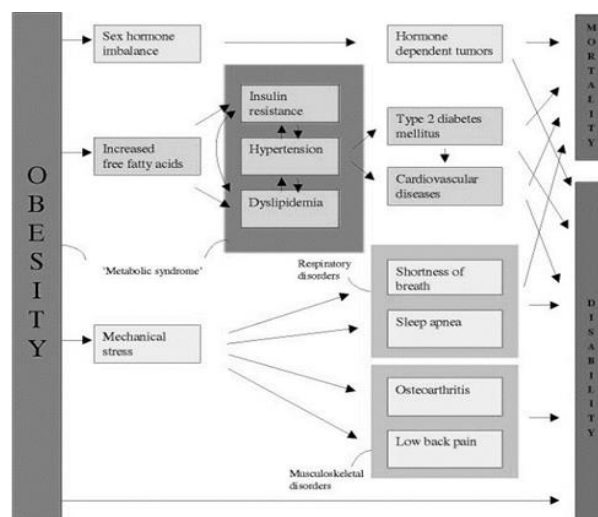 OBESITY
Sex hormone
imbalance
Hormone
dependent tumors
MORTALITY
Insulin
resistance
Increased
free fatty acids
Hypertension
Type 2 diabetes
mellitus
Dyslipidemia
Cardiovascular
diseases
'Metabolic syndrome'
Respiratory
disorders
Shortness of
breath
Sleep apnea
Mechanical
stress
DISABILITY
Osteoarthritis
Low back pain
Musculoskeletal
disorders